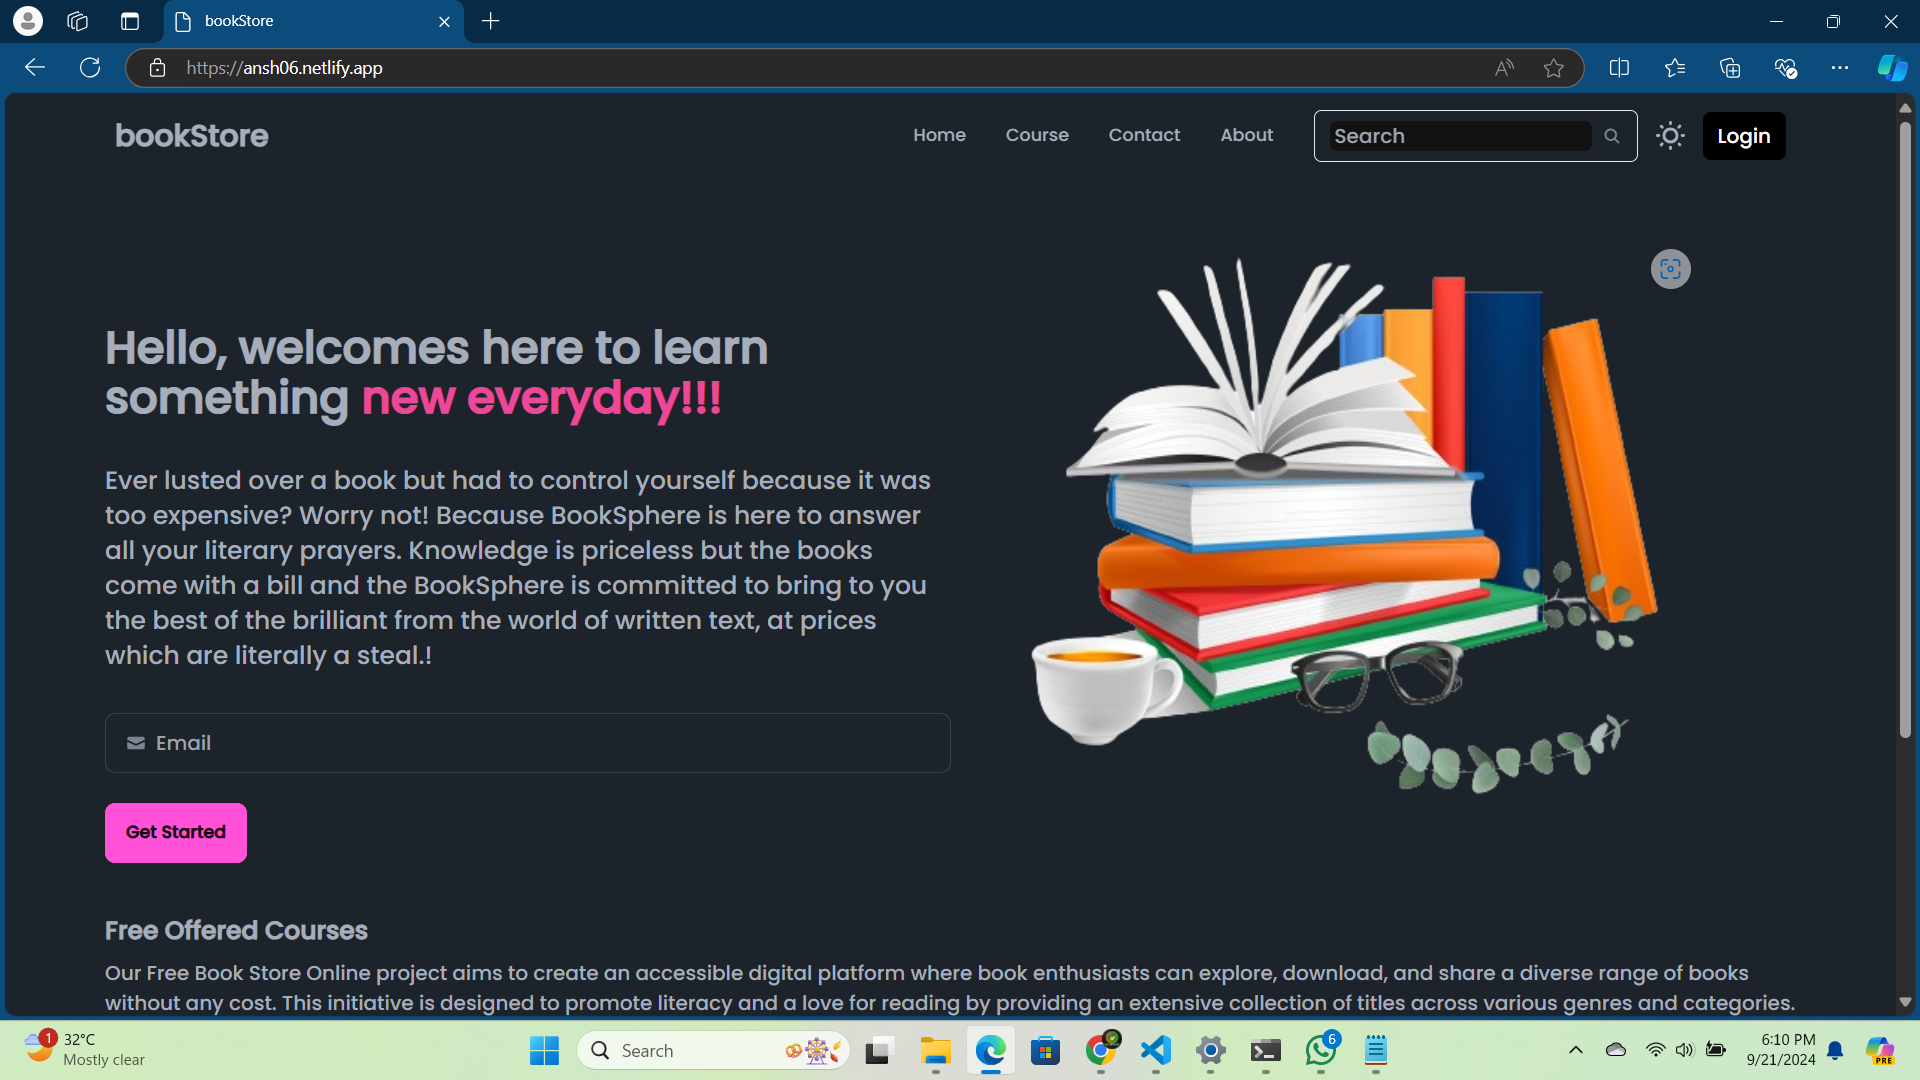 bookStore
https://ansh06.netlify.app
bookStore
Home Course Contact About Search Login
Hello, welcomes here to learn
something new everyday!!!
Ever lusted over a book but had to control yourself because it was
too expensive? Worry not! Because BookSphere is here to answer
all your literary prayers. Knowledge is priceless but the books
come with a bill and the BookSphere is committed to bring to you
the best of the brilliant from the world of written text, at prices
which are literally a steal.!
Email
Get Started
Free Offered Courses
Our Free Book Store Online project aims to create an accessible digital platform where book enthusiasts can explore, download, and share a diverse range of books
without any cost. This initiative is designed to promote literacy and a love for reading by providing an extensive collection of titles across various genres and categories.
1
32°C
Mostly clear
Search
6
6:10 PM
9/21/2024
PRE